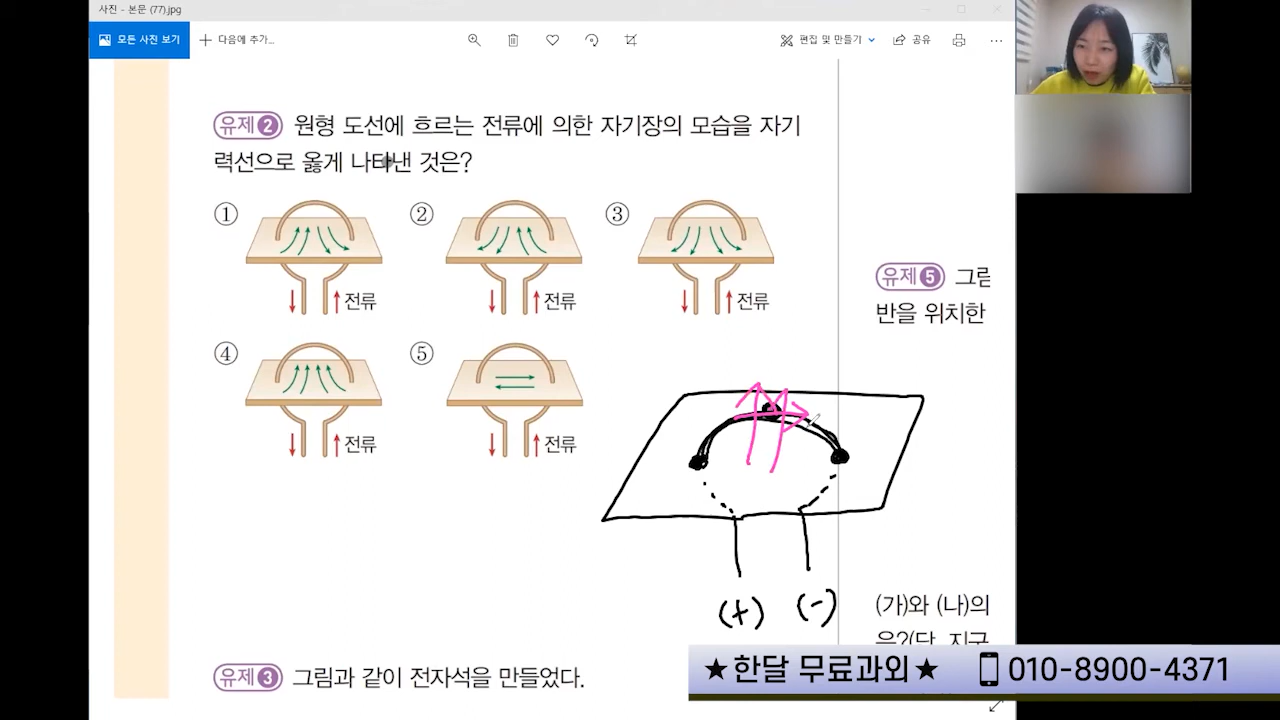 사진 - 본문 (77).jpg
모든 사진 보기
다음에 추가...
편집 및 만들기
공유
유제 2 원형 도선에 흐르는 전류에 의한 자기장의 모습을 자기
력선으로 옳게 나타낸 것은?
① ② ③
전류 전류 전류
유제 5 그림
반을 위치한
④ ⑤
전류 전류
(+) (-)
(가)와 (나)의
은?(단, 지구
유제 3 그림과 같이 전자석을 만들었다.
★한달 무료과외★ 010-8900-4371